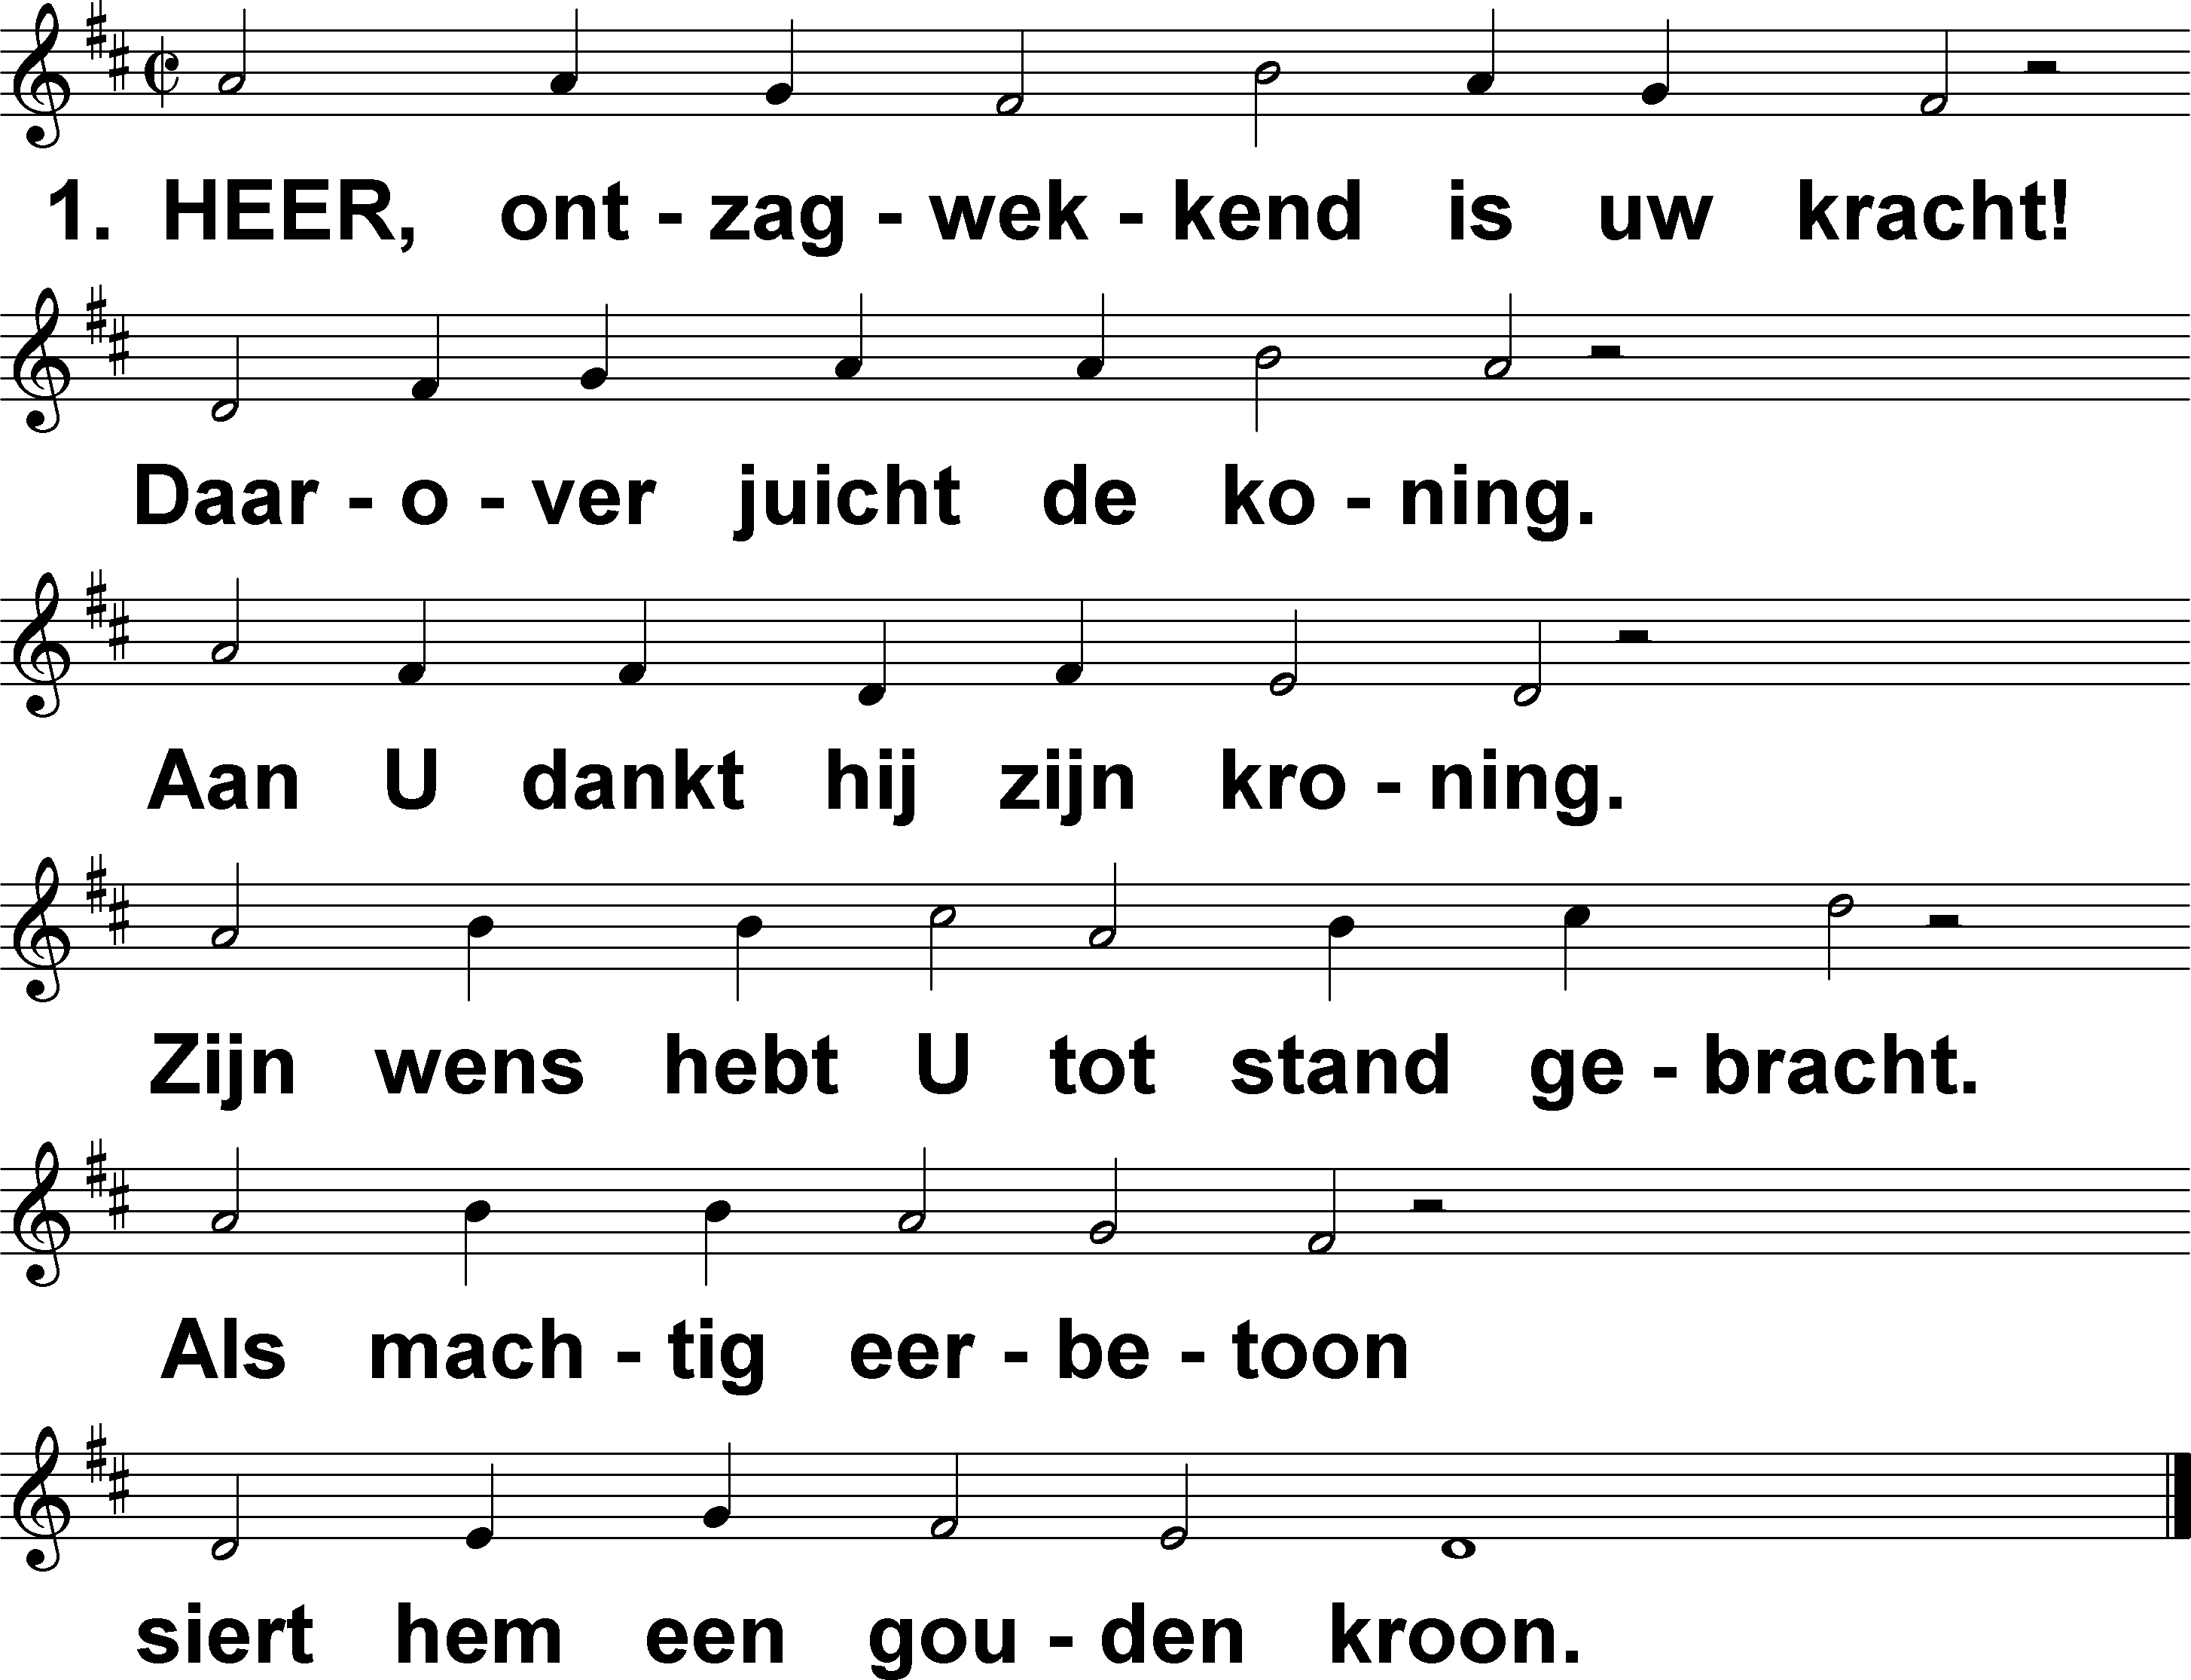 1. HEER, ont - zag - wek - kend is uw kracht!
Daar - o - ver juicht de ko - ning.
Aan U dankt hij zijn kro - ning.
Zijn wens hebt U tot stand ge - bracht.
Als mach - tig eer - be - toon
siert hem een gou - den kroon.